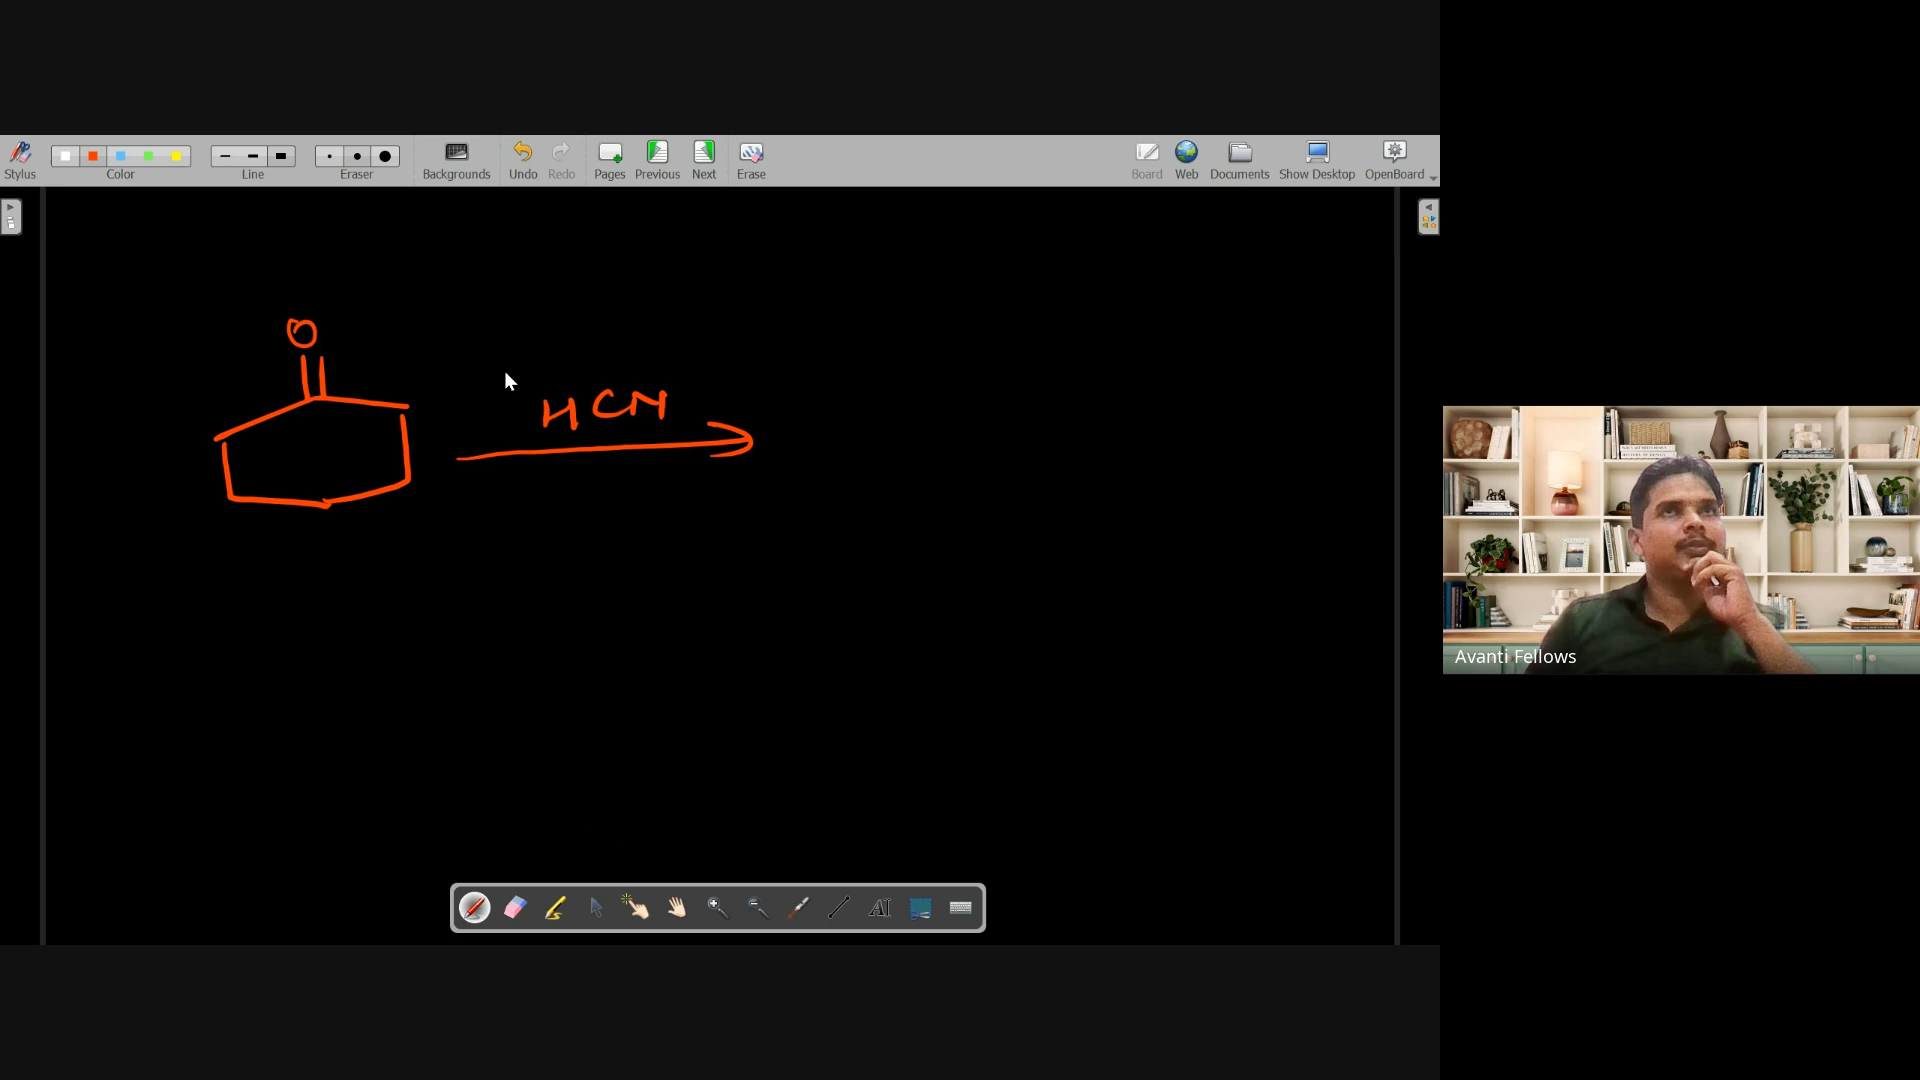 Stylus
Color
Line
Eraser
Backgrounds
Undo
Redo
Pages
Previous
Next
Erase
Board
Web
Documents
Show Desktop
OpenBoard
O
HCN
AI
Avanti Fellows